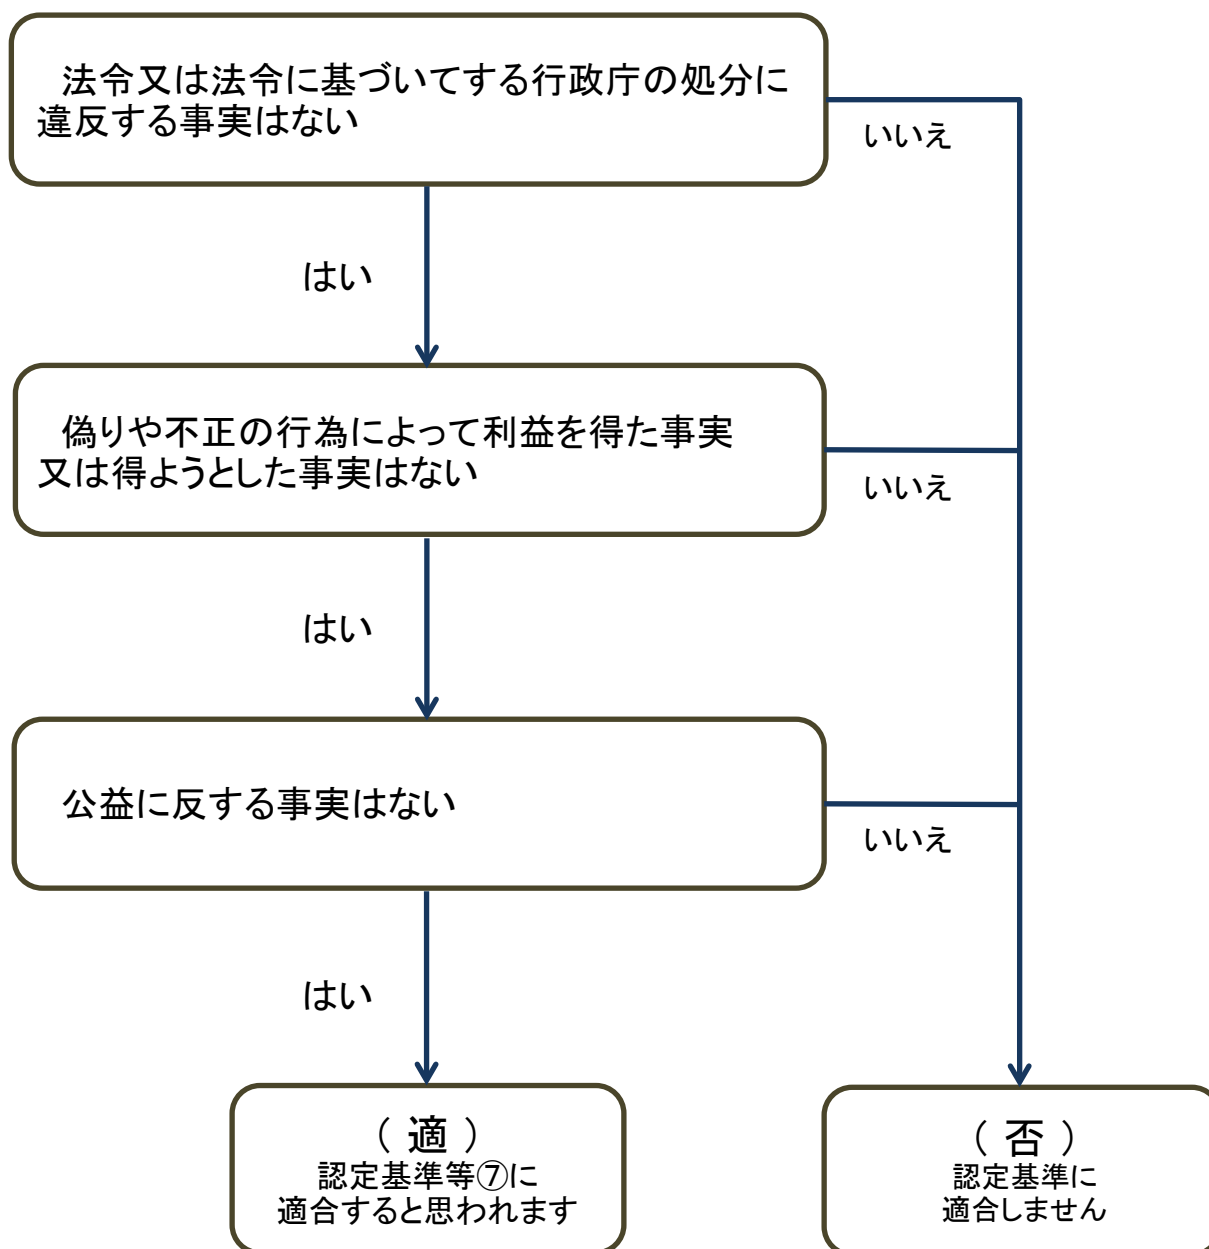 法令又は法令に基づいてする行政庁の処分に
違反する事実はない
いいえ
はい
偽りや不正の行為によって利益を得た事実
又は得ようとした事実はない
いいえ
はい
公益に反する事実はない
いいえ
はい
（ 適 ）
認定基準等⑦に
適合すると思われます
（ 否 ）
認定基準に
適合しません